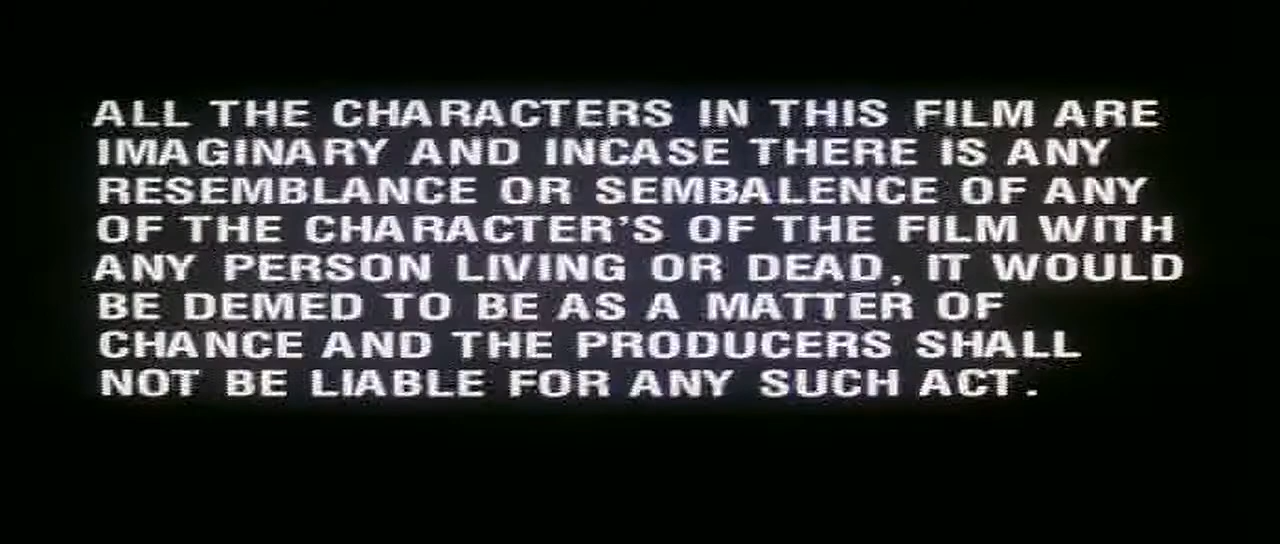 ALL THE CHARACTERS IN THIS FILM ARE
IMAGINARY AND INCASE THERE IS ANY
RESEMBLANCE OR SEMBALENCE OF ANY
OF THE CHARACTER'S OF THE FILM WITH
ANY PERSON LIVING OR DEAD, IT WOULD
BE DEMED TO BE AS A MATTER OF
CHANCE AND THE PRODUCERS SHALL
NOT BE LIABLE FOR ANY SUCH ACT.